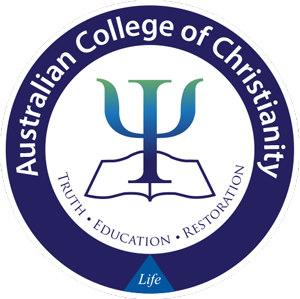 Australian College of Christianity
Ψ
TRUTH • EDUCATION • RESTORATION
Life